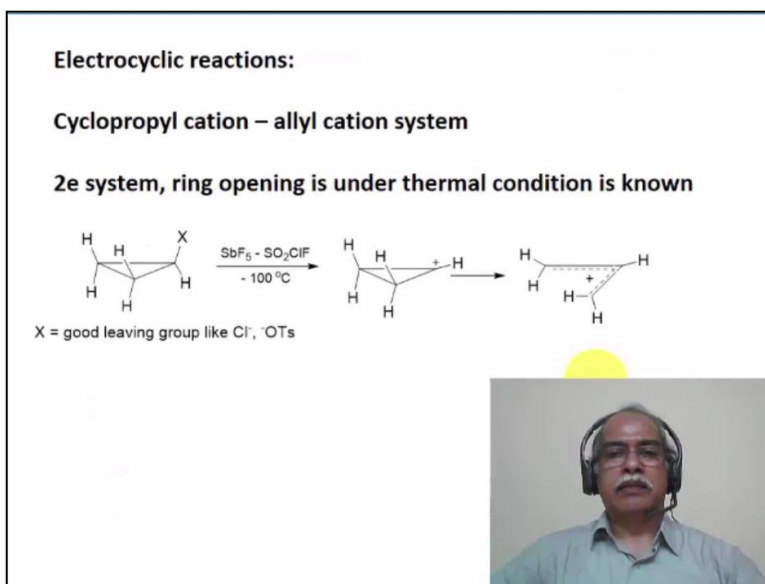 Electrocyclic reactions:
Cyclopropyl cation – allyl cation system
2e system, ring opening is under thermal condition is known
H
H
X
H
H
H
SbF₅ - SO₂ClF
- 100 °C
H
H
+
H
H
H
H
H
+
H
H
H
X = good leaving group like Cl⁻, ⁻OTs